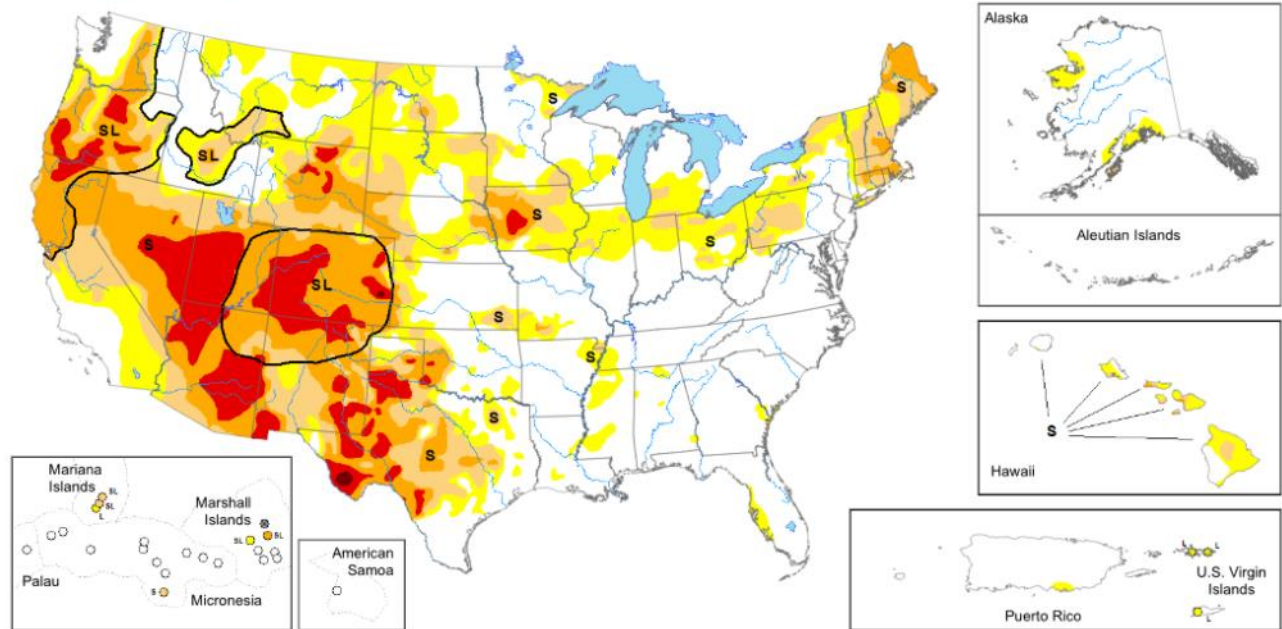 Alaska
Aleutian Islands
S
S
SL
SL
S
S
S
SL
S
S
S
S
S
Hawaii
Mariana
Islands
SL
SL
L
Marshall
Islands
SL
SL
Palau
S
Micronesia
American
Samoa
L
L
U.S. Virgin
Islands
L
Puerto Rico